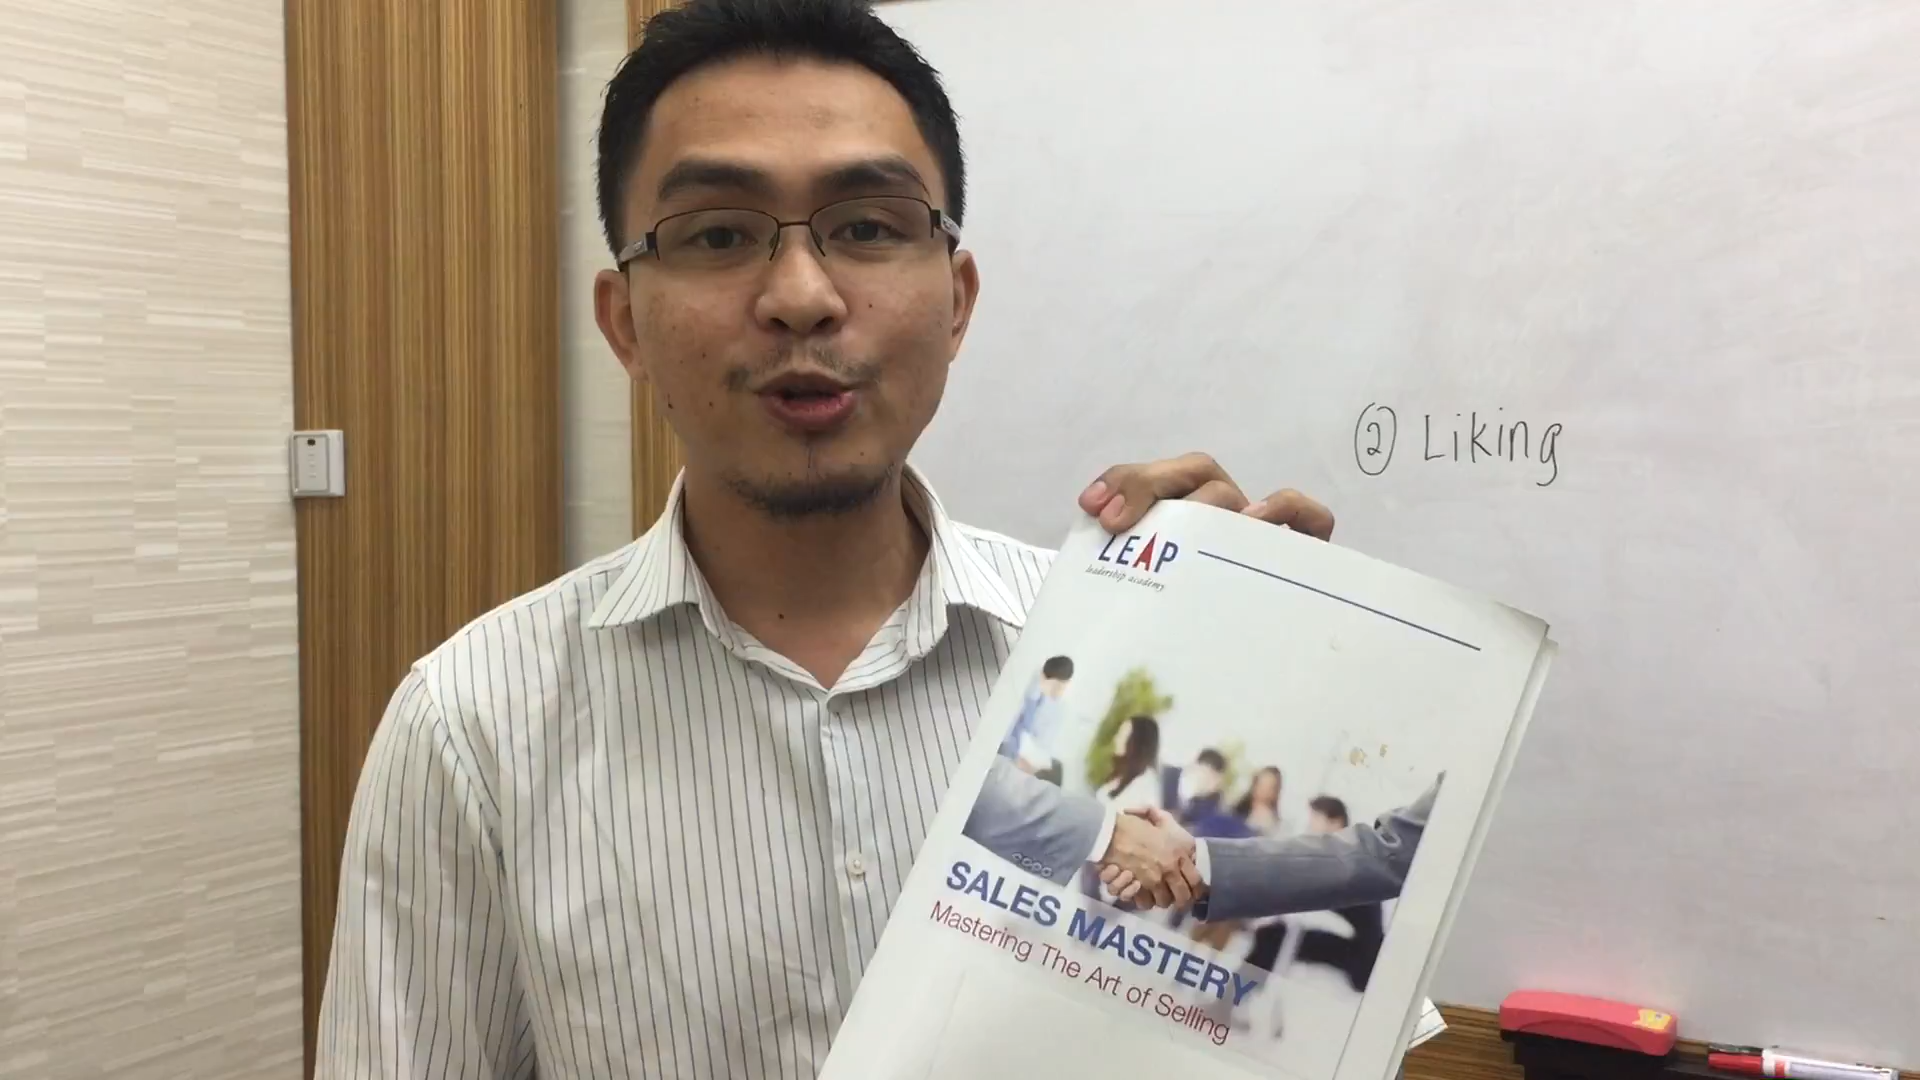 ② Liking
LEAP
leadership academy
SALES MASTERY
Mastering The Art of Selling